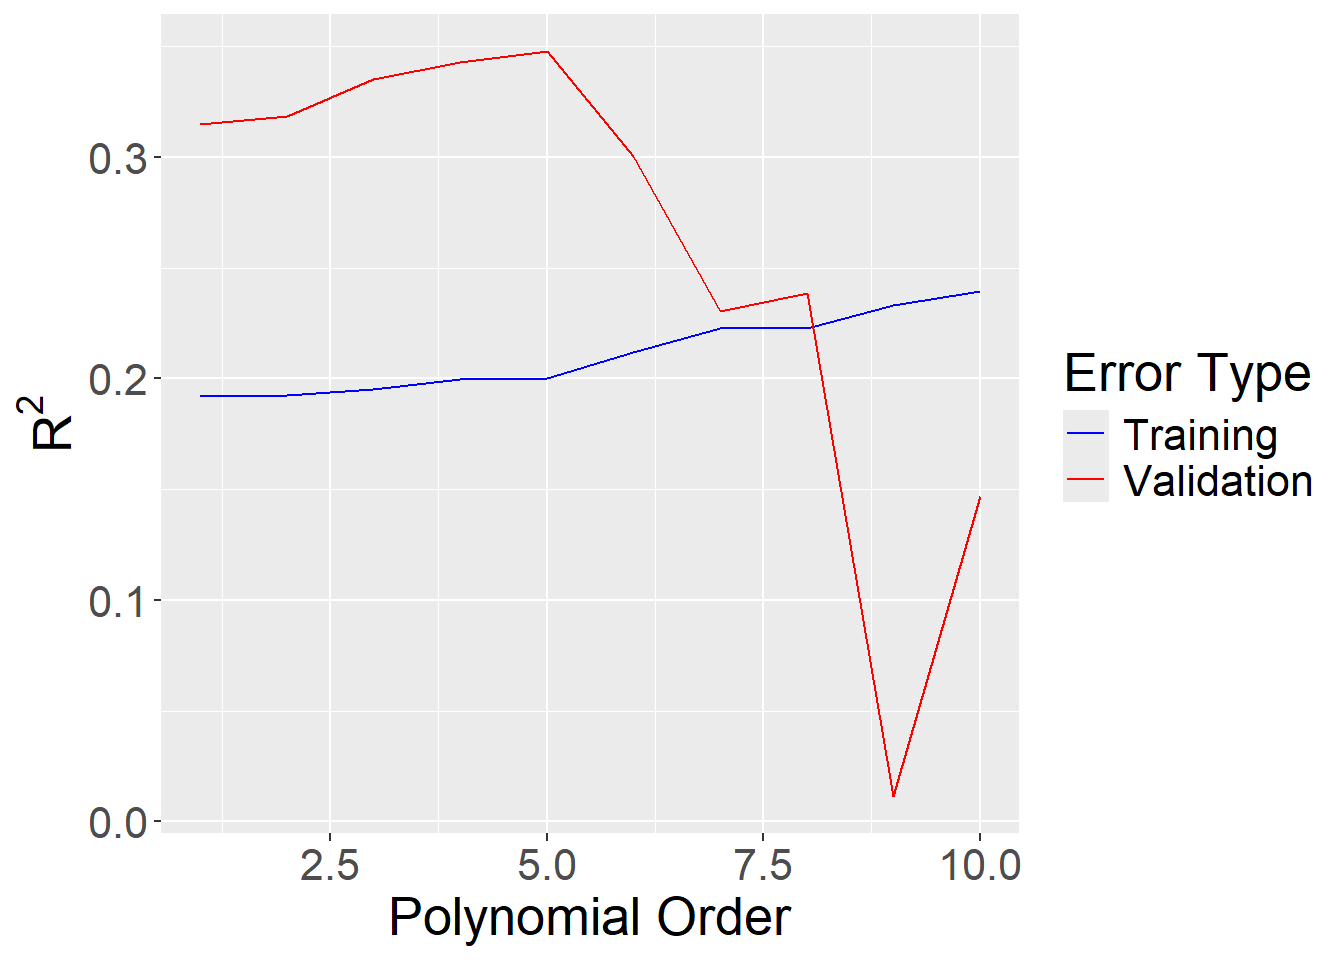 0.3
0.2
0.1
0.0
R²
2.5 5.0 7.5 10.0
Polynomial Order
Error Type
Training
Validation